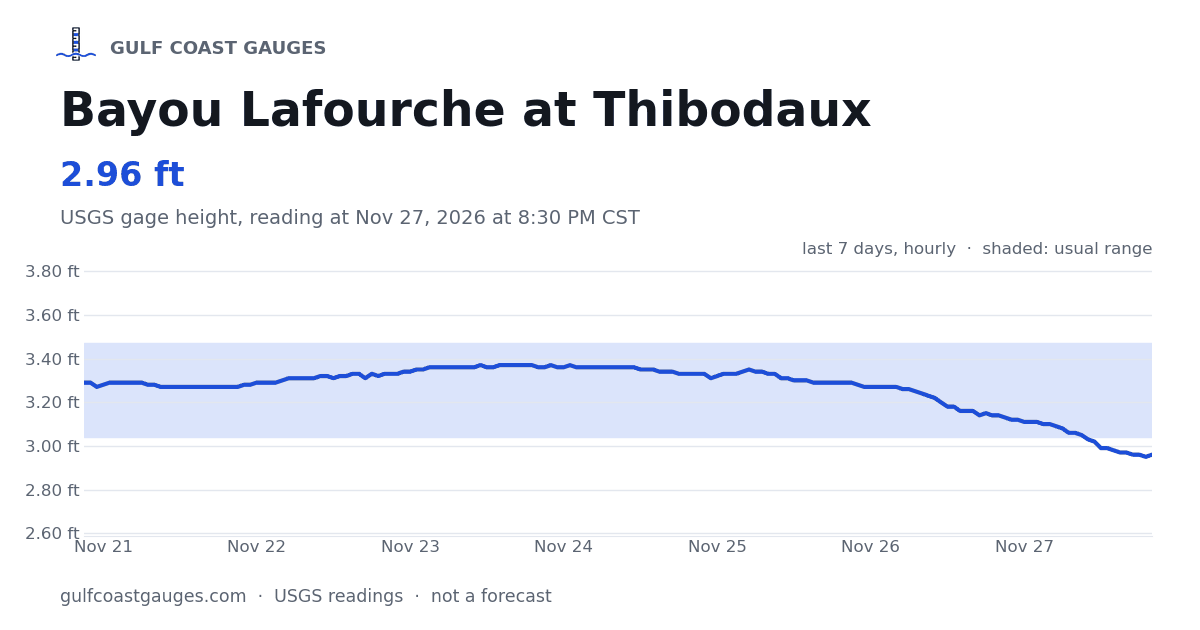 GULF COAST GAUGES
Bayou Lafourche at Thibodaux
2.96 ft
USGS gage height, reading at Nov 27, 2026 at 8:30 PM CST
last 7 days, hourly · shaded: usual range
3.80 ft
3.60 ft
3.40 ft
3.20 ft
3.00 ft
2.80 ft
2.60 ft
Nov 21 Nov 22 Nov 23 Nov 24 Nov 25 Nov 26 Nov 27
gulfcoastgauges.com · USGS readings · not a forecast